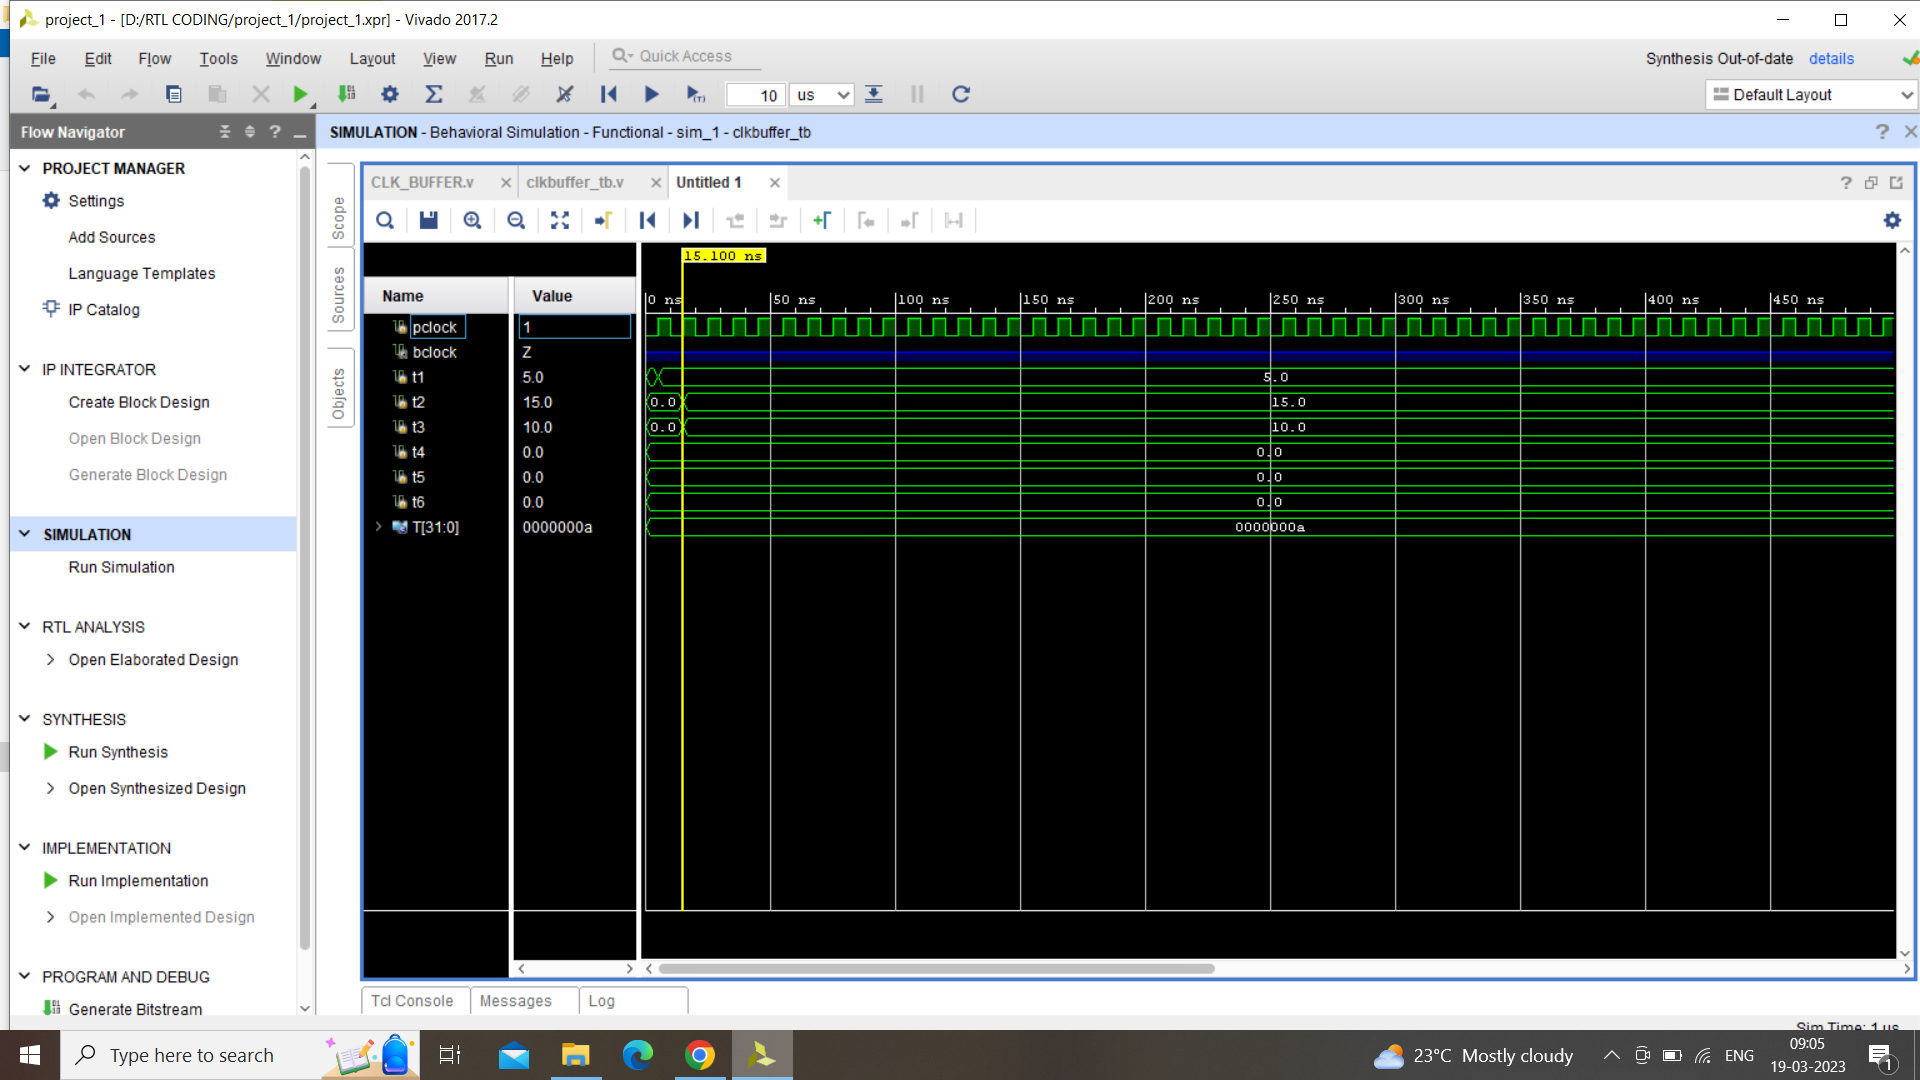 project_1 - [D:/RTL CODING/project_1/project_1.xpr] - Vivado 2017.2
File Edit Flow Tools Window Layout View Run Help Quick Access
Synthesis Out-of-date details
10 us
Default Layout
Flow Navigator
SIMULATION - Behavioral Simulation - Functional - sim_1 - clkbuffer_tb
PROJECT MANAGER
Settings
Add Sources
Language Templates
IP Catalog
IP INTEGRATOR
Create Block Design
Open Block Design
Generate Block Design
SIMULATION
Run Simulation
RTL ANALYSIS
Open Elaborated Design
SYNTHESIS
Run Synthesis
Open Synthesized Design
IMPLEMENTATION
Run Implementation
Open Implemented Design
PROGRAM AND DEBUG
Generate Bitstream
Scope
Sources
Objects
CLK_BUFFER.v clkbuffer_tb.v Untitled 1
15.100 ns
Name Value
0 ns 50 ns 100 ns 150 ns 200 ns 250 ns 300 ns 350 ns 400 ns 450 ns
pclock 1
bclock Z
t1 5.0 5.0
t2 15.0 0.0 15.0
t3 10.0 0.0 10.0
t4 0.0 0.0
t5 0.0 0.0
t6 0.0 0.0
T[31:0] 0000000a 0000000a
Tcl Console Messages Log
Sim Time: 1 us
Type here to search
23°C Mostly cloudy
ENG
09:05
19-03-2023
1